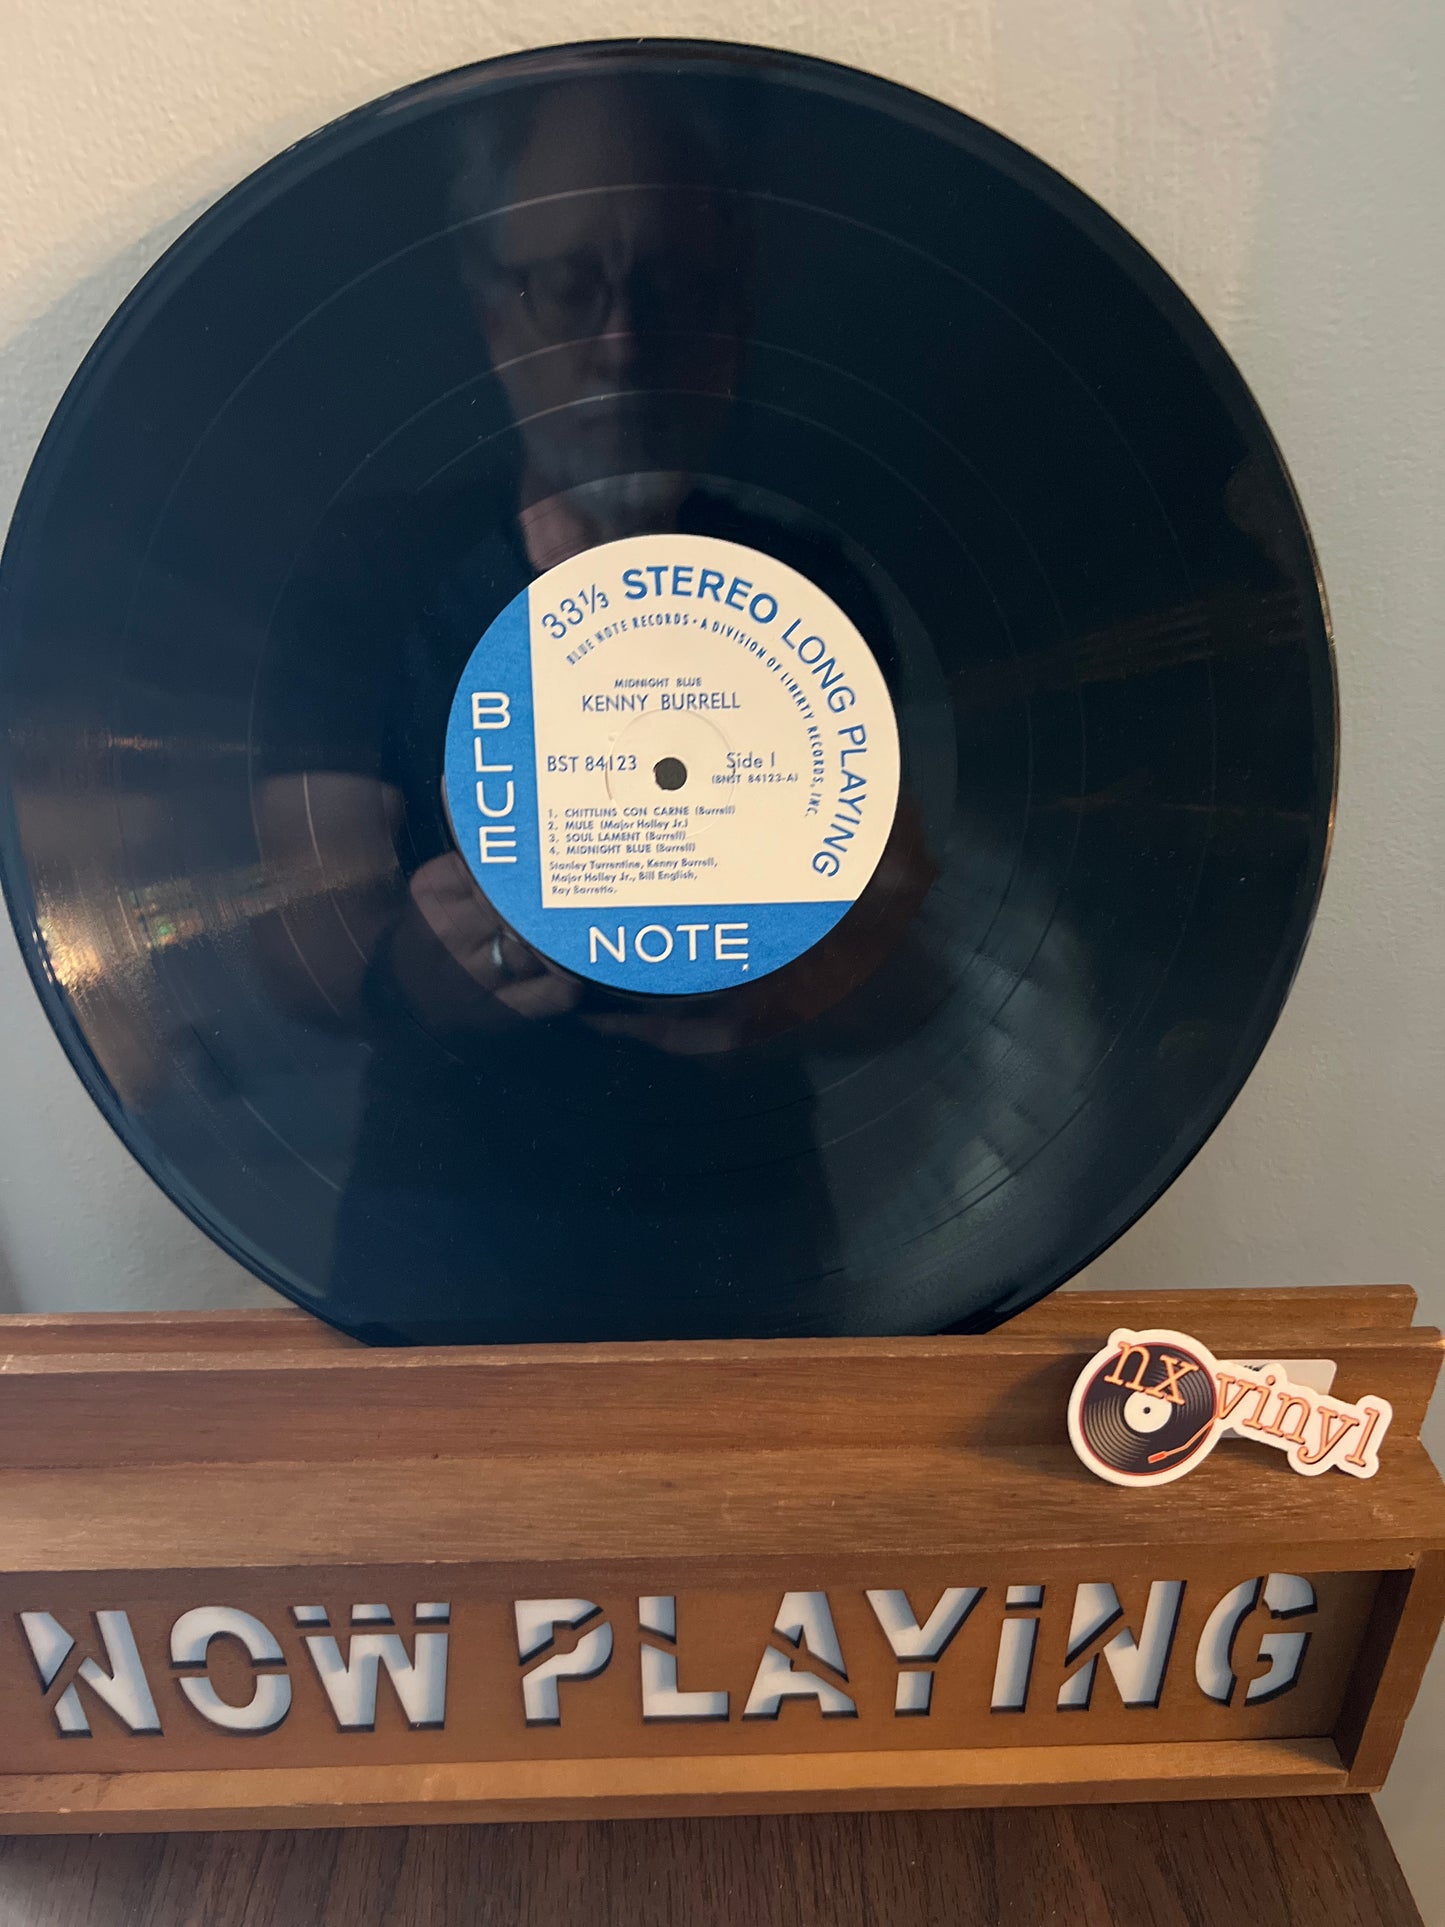 33⅓ STEREO LONG PLAYING
BLUE NOTE RECORDS • A DIVISION OF LIBERTY RECORDS, INC.
MIDNIGHT BLUE
KENNY BURRELL
BST 84123
Side 1
(BNST 84123-A)
1. CHITTLINS CON CARNE (Burrell)
2. MULE (Major Holley Jr.)
3. SOUL LAMENT (Burrell)
4. MIDNIGHT BLUE (Burrell)
Stanley Turrentine, Kenny Burrell,
Major Holley Jr., Bill English,
Ray Barretto.
BLUE
NOTE
nx vinyl
NOW PLAYiNG